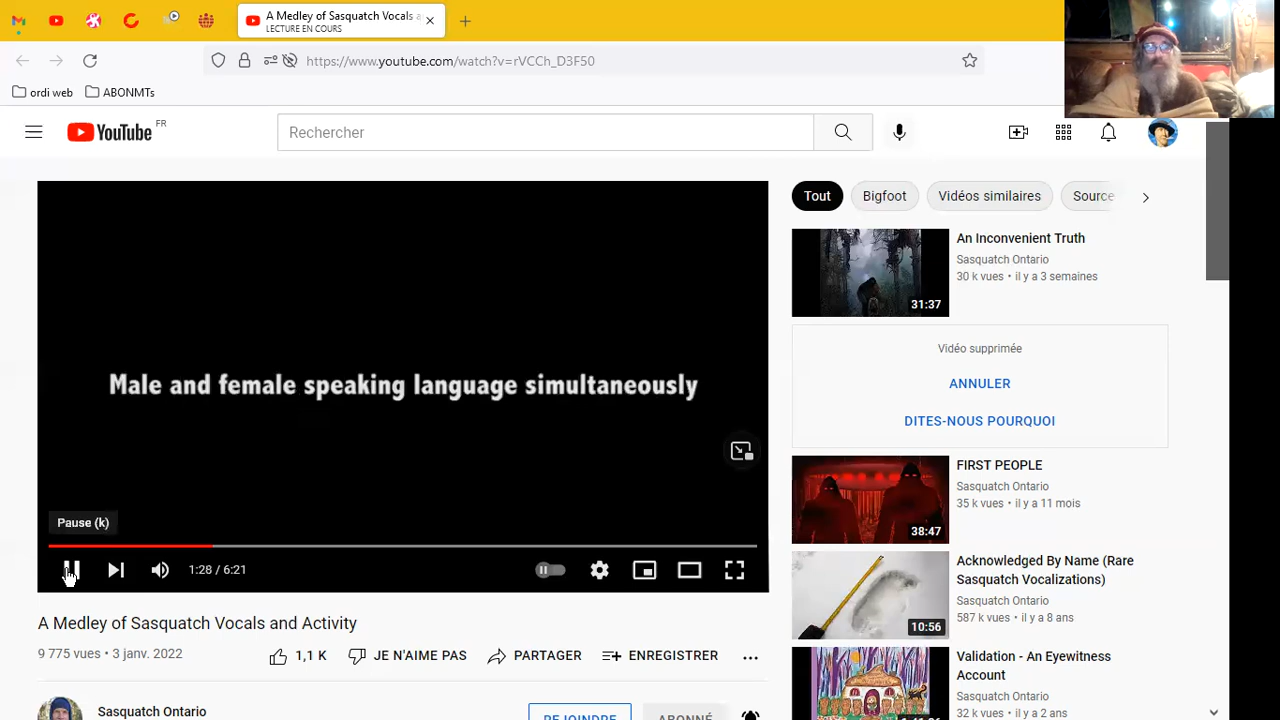 A Medley of Sasquatch Vocals a
LECTURE EN COURS
https://www.youtube.com/watch?v=rVCCh_D3F50
ordi web
ABONMTs
YouTube FR
Rechercher
Male and female speaking language simultaneously
Pause (k)
1:28 / 6:21
A Medley of Sasquatch Vocals and Activity
9 775 vues • 3 janv. 2022
1,1 K
JE N'AIME PAS
PARTAGER
ENREGISTRER
Sasquatch Ontario
REJOINDRE
ABONNÉ
Tout
Bigfoot
Vidéos similaires
Source
An Inconvenient Truth
Sasquatch Ontario
30 k vues • il y a 3 semaines
31:37
Vidéo supprimée
ANNULER
DITES-NOUS POURQUOI
FIRST PEOPLE
Sasquatch Ontario
35 k vues • il y a 11 mois
38:47
Acknowledged By Name (Rare
Sasquatch Vocalizations)
Sasquatch Ontario
587 k vues • il y a 8 ans
10:56
Validation - An Eyewitness
Account
Sasquatch Ontario
32 k vues • il y a 2 ans